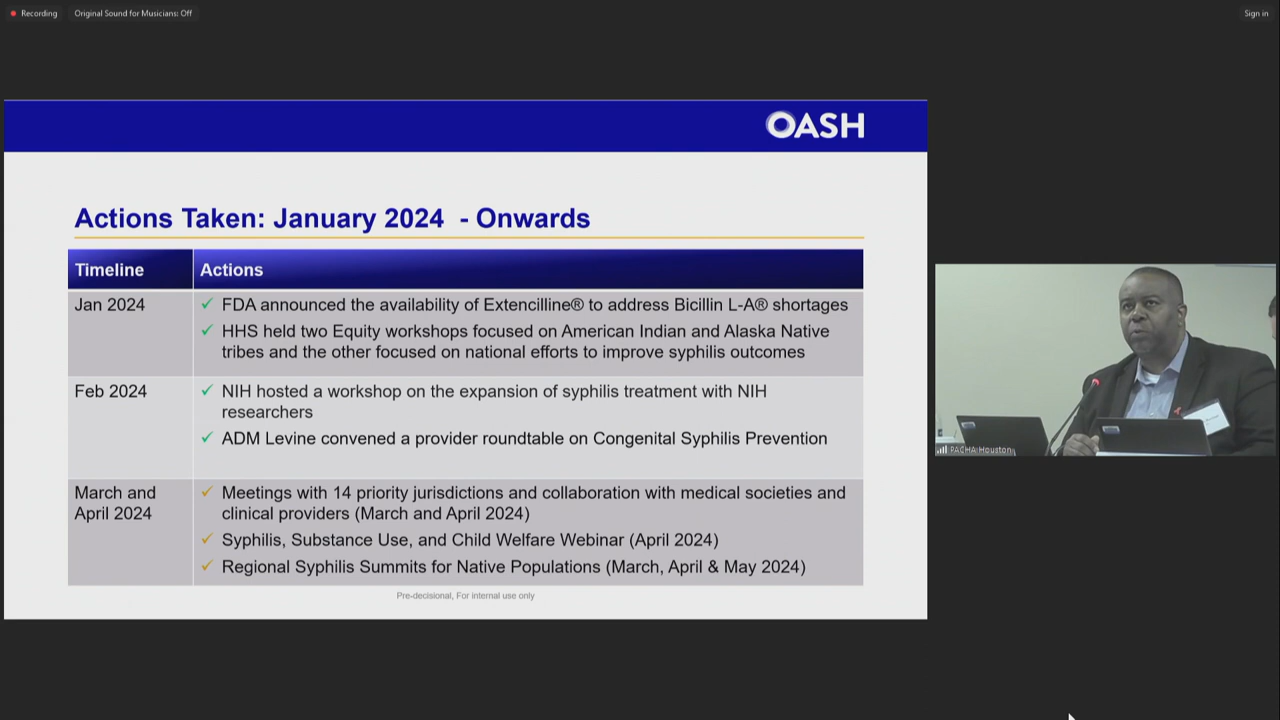 Recording
Original Sound for Musicians: Off
Sign in
OASH
Actions Taken: January 2024 - Onwards
Timeline
Actions
Jan 2024
✓ FDA announced the availability of Extencilline® to address Bicillin L-A® shortages
✓ HHS held two Equity workshops focused on American Indian and Alaska Native
tribes and the other focused on national efforts to improve syphilis outcomes
Feb 2024
✓ NIH hosted a workshop on the expansion of syphilis treatment with NIH
researchers
✓ ADM Levine convened a provider roundtable on Congenital Syphilis Prevention
March and
April 2024
✓ Meetings with 14 priority jurisdictions and collaboration with medical societies and
clinical providers (March and April 2024)
✓ Syphilis, Substance Use, and Child Welfare Webinar (April 2024)
✓ Regional Syphilis Summits for Native Populations (March, April & May 2024)
Pre-decisional, For internal use only
PACHA Houston